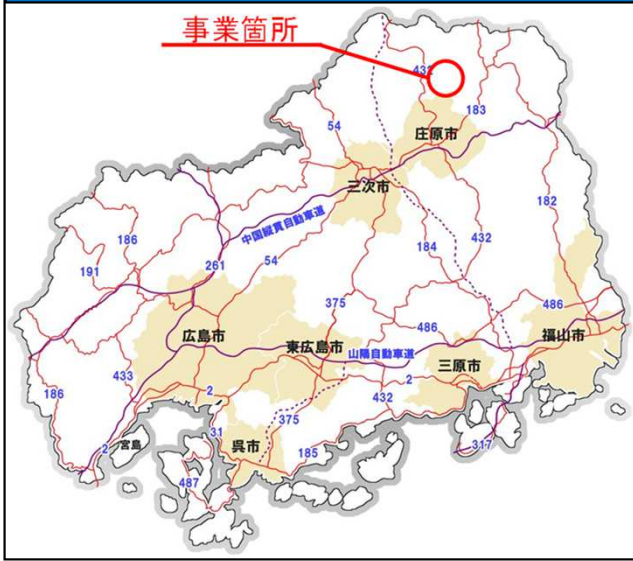 事業箇所
432
183
54
庄原市
三次市
182
中国縦貫自動車道
186
184
432
191
261
54
375
486
486
広島市
東広島市
山陽自動車道
福山市
三原市
433
2
2
186
432
375
31
宮島
2
呉市
185
317
487